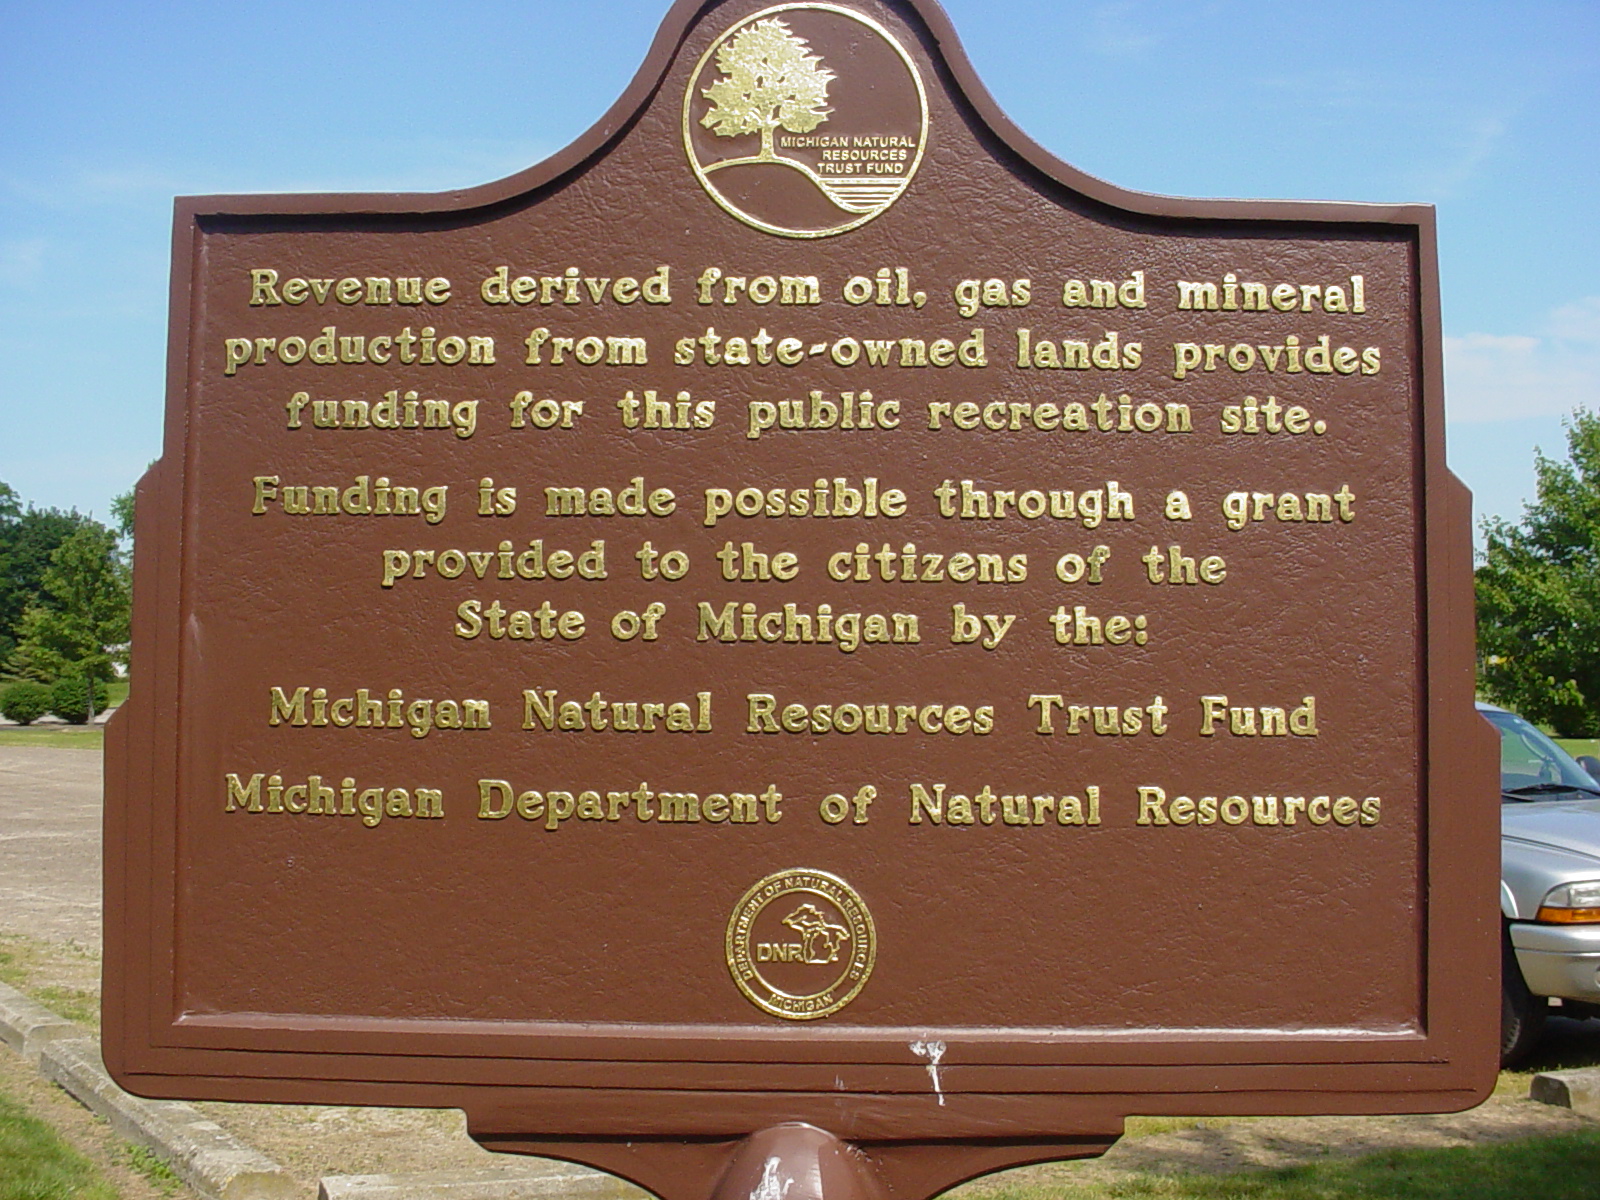 MICHIGAN NATURAL
RESOURCES
TRUST FUND
Revenue derived from oil, gas and mineral
production from state-owned lands provides
funding for this public recreation site.
Funding is made possible through a grant
provided to the citizens of the
State of Michigan by the:
Michigan Natural Resources Trust Fund
Michigan Department of Natural Resources
DEPARTMENT OF NATURAL RESOURCES
DNR
MICHIGAN